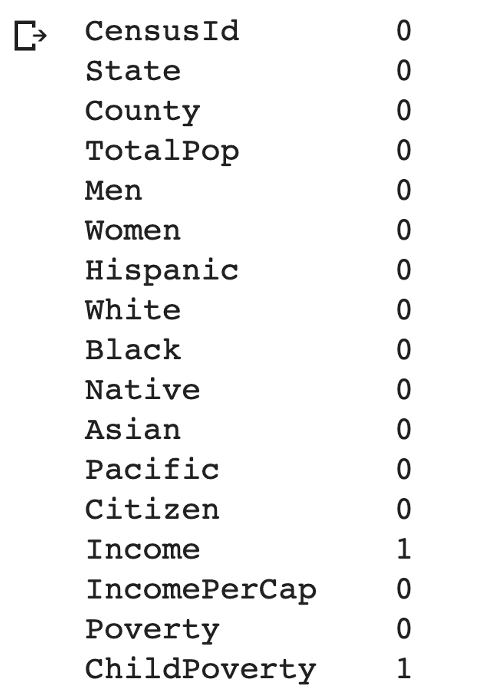 CensusId 0
State 0
County 0
TotalPop 0
Men 0
Women 0
Hispanic 0
White 0
Black 0
Native 0
Asian 0
Pacific 0
Citizen 0
Income 1
IncomePerCap 0
Poverty 0
ChildPoverty 1